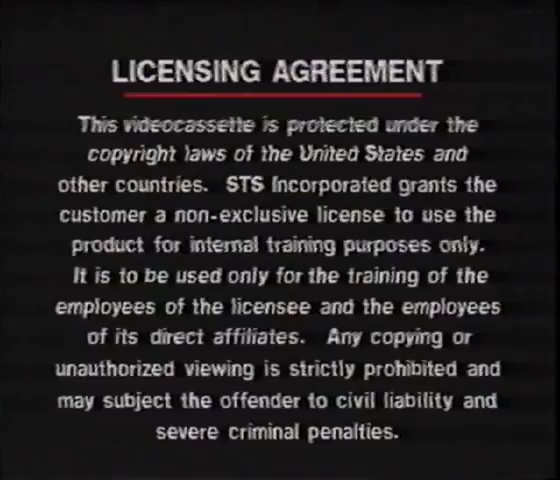 LICENSING AGREEMENT
This videocassette is protected under the
copyright laws of the United States and
other countries. STS Incorporated grants the
customer a non-exclusive license to use the
product for internal training purposes only.
It is to be used only for the training of the
employees of the licensee and the employees
of its direct affiliates. Any copying or
unauthorized viewing is strictly prohibited and
may subject the offender to civil liability and
severe criminal penalties.